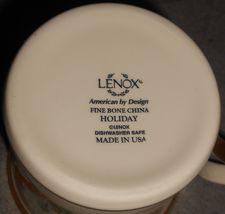 LENOX
American by Design
FINE BONE CHINA
HOLIDAY
©LENOX
DISHWASHER SAFE
MADE IN USA